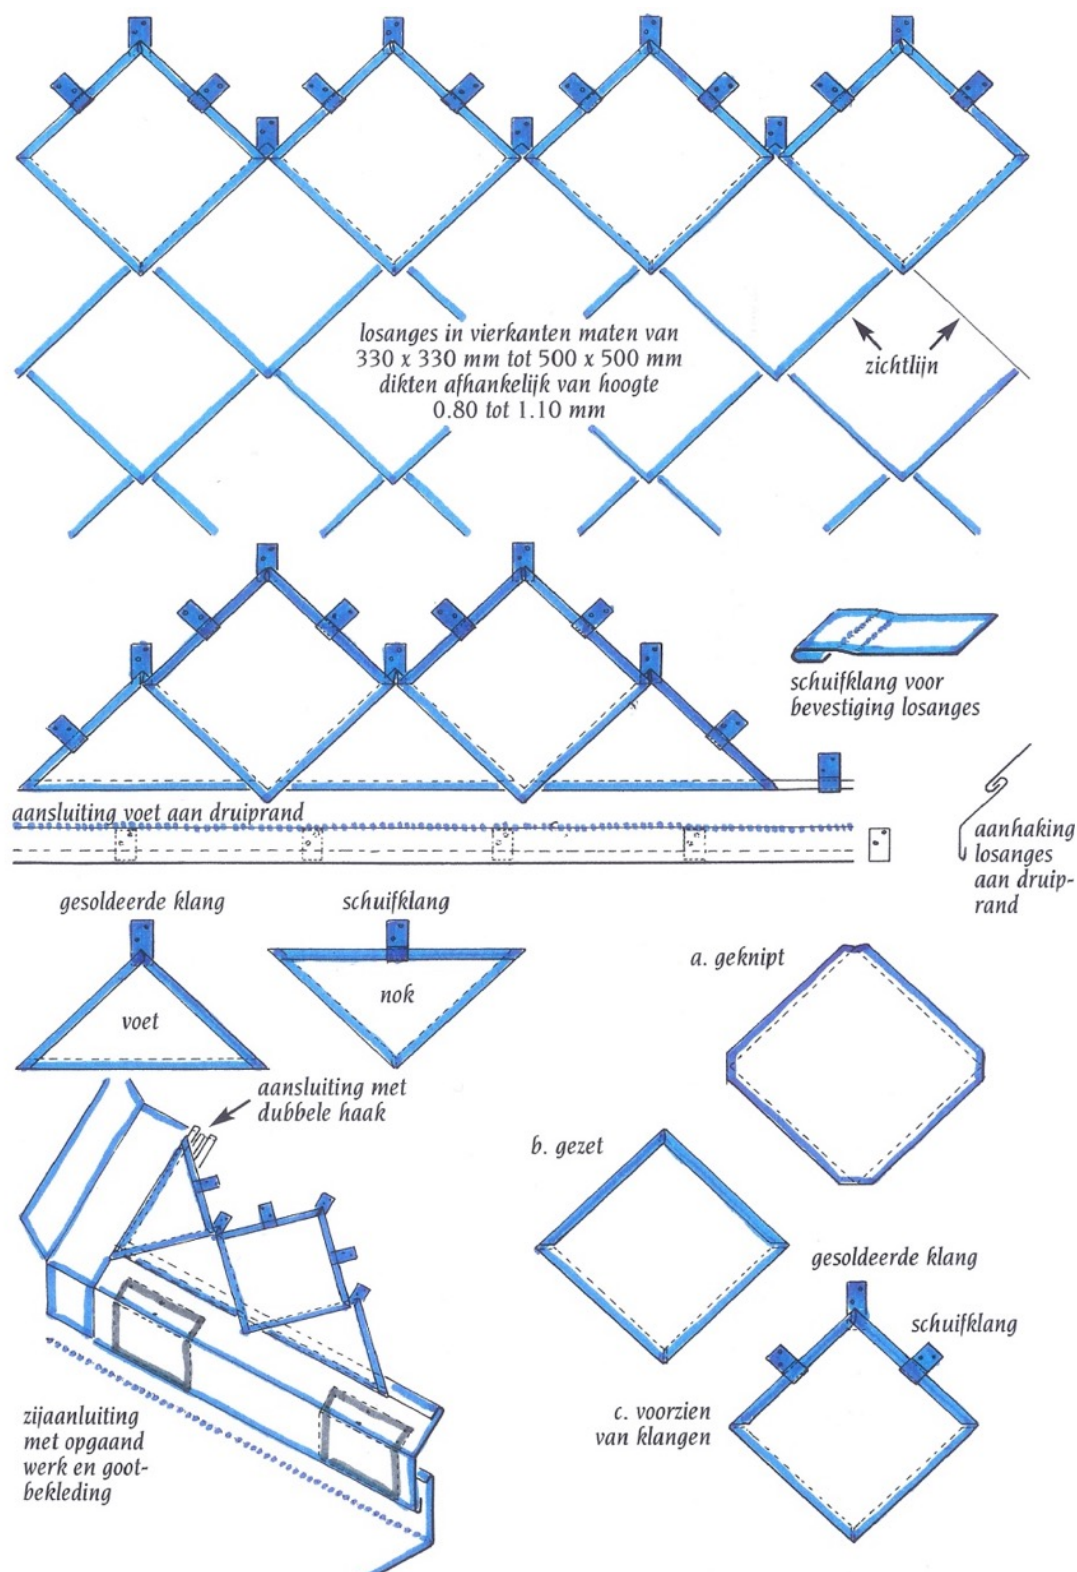 losanges in vierkanten maten van
330 x 330 mm tot 500 x 500 mm
dikten afhankelijk van hoogte
0.80 tot 1.10 mm
zichtlijn
schuifklang voor
bevestiging losanges
aansluiting voet aan druiprand
aanhaking
losanges
aan druip-
rand
gesoldeerde klang
schuifklang
voet
nok
a. geknipt
aansluiting met
dubbele haak
b. gezet
gesoldeerde klang
schuifklang
c. voorzien
van klangen
zijaanluiting
met opgaand
werk en goot-
bekleding